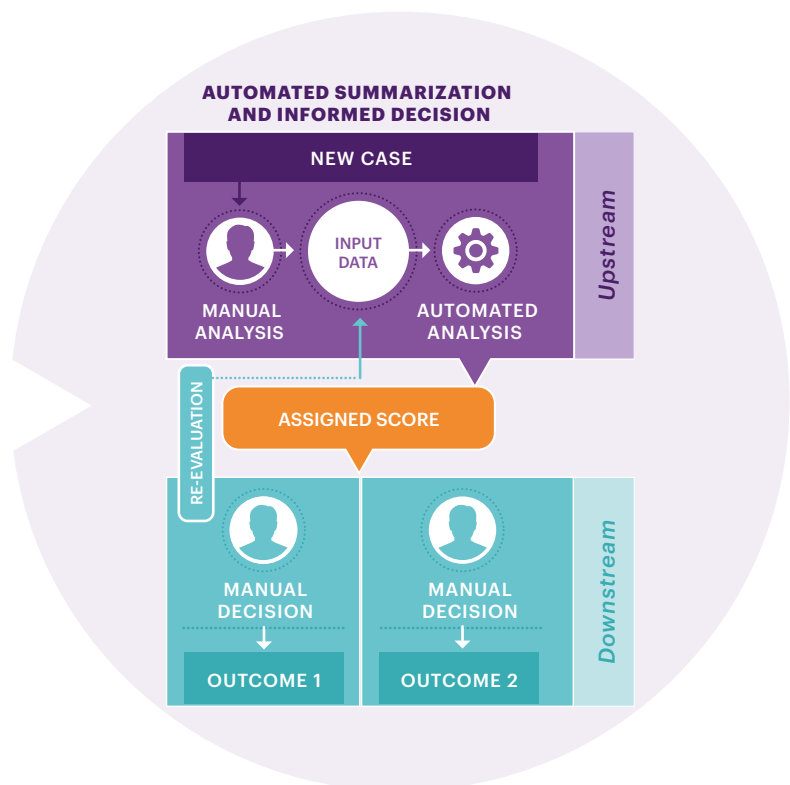 AUTOMATED SUMMARIZATION
AND INFORMED DECISION
NEW CASE
Upstream
INPUT
DATA
MANUAL
ANALYSIS
AUTOMATED
ANALYSIS
RE-EVALUATION
ASSIGNED SCORE
MANUAL
DECISION
MANUAL
DECISION
Downstream
OUTCOME 1
OUTCOME 2